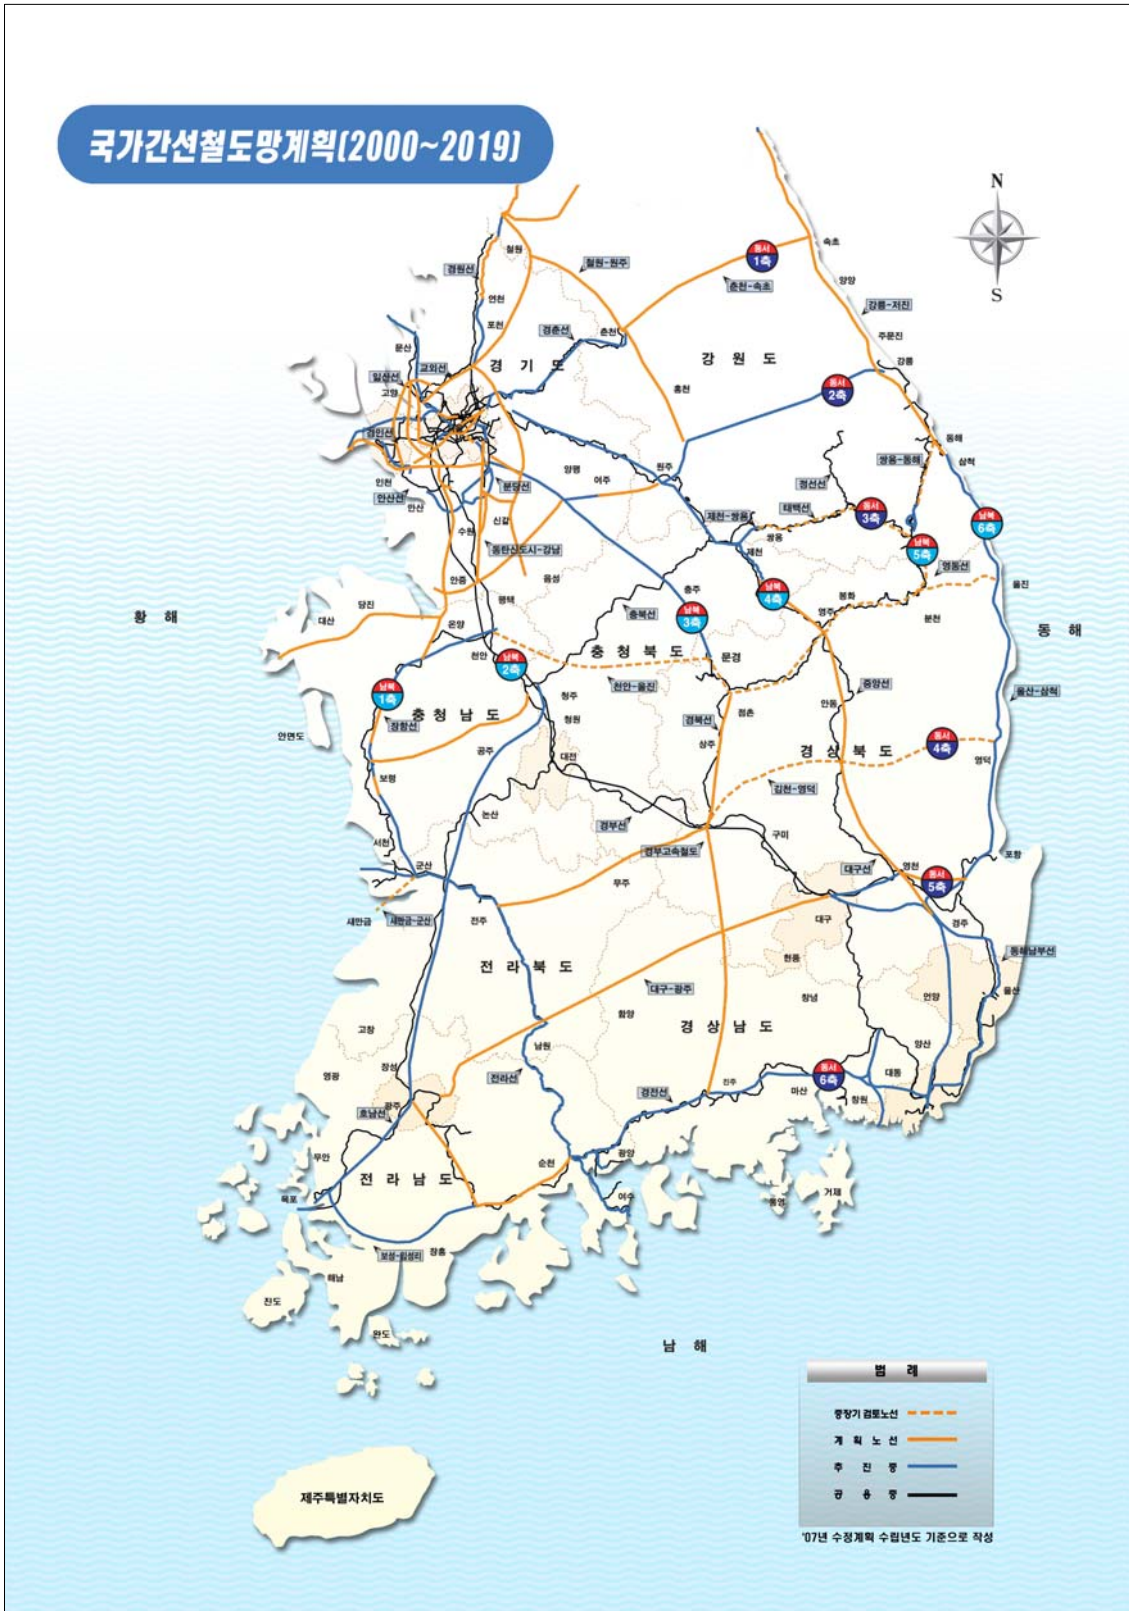 국가간선철도망계획(2000~2019)
N
S
철원
철원-원주
동서
1축
속초
춘천-속초
경원선
양양
강릉-저진
연천
포천
경춘선
춘천
주문진
문산
교외선
경기도
강원도
강릉
일산선
고양
홍천
동서
2축
경인선
동해
쌍용-동해
삼척
양평
원주
인천
여주
정선선
분당선
안산선
안산
신갈
제천-쌍용
태백선
동서
3축
남북
6축
수원
쌍용
동탄신도시-강남
제천
남북
5축
영동선
안중
음성
평택
충주
남북
4축
봉화
울진
당진
대산
충북선
남북
3축
영주
분천
황해
온양
동해
천안
남북
2축
충청북도
문경
남북
1축
천안-울진
중앙선
울산-삼척
청주
장항선
충청남도
청원
경북선
점촌
안동
안면도
공주
상주
경상북도
동서
4축
대전
영덕
보령
김천-영덕
논산
경부선
서천
구미
경부고속철도
포항
군산
대구선
영천
무주
동서
5축
새만금
새만금-군산
전주
대구
경주
동해남부선
현풍
전라북도
대구-광주
창녕
언양
울산
함양
고창
경상남도
남원
양산
장성
영광
전라선
경전선
진주
동서
6축
대동
마산
창원
호남선
광주
무안
순천
광양
전라남도
목포
여수
통영
거제
보성-임성리
장흥
해남
진도
완도
남해
범례
중장기 검토노선
계획노선
추진중
공용중
제주특별자치도
'07년 수정계획 수립년도 기준으로 작성